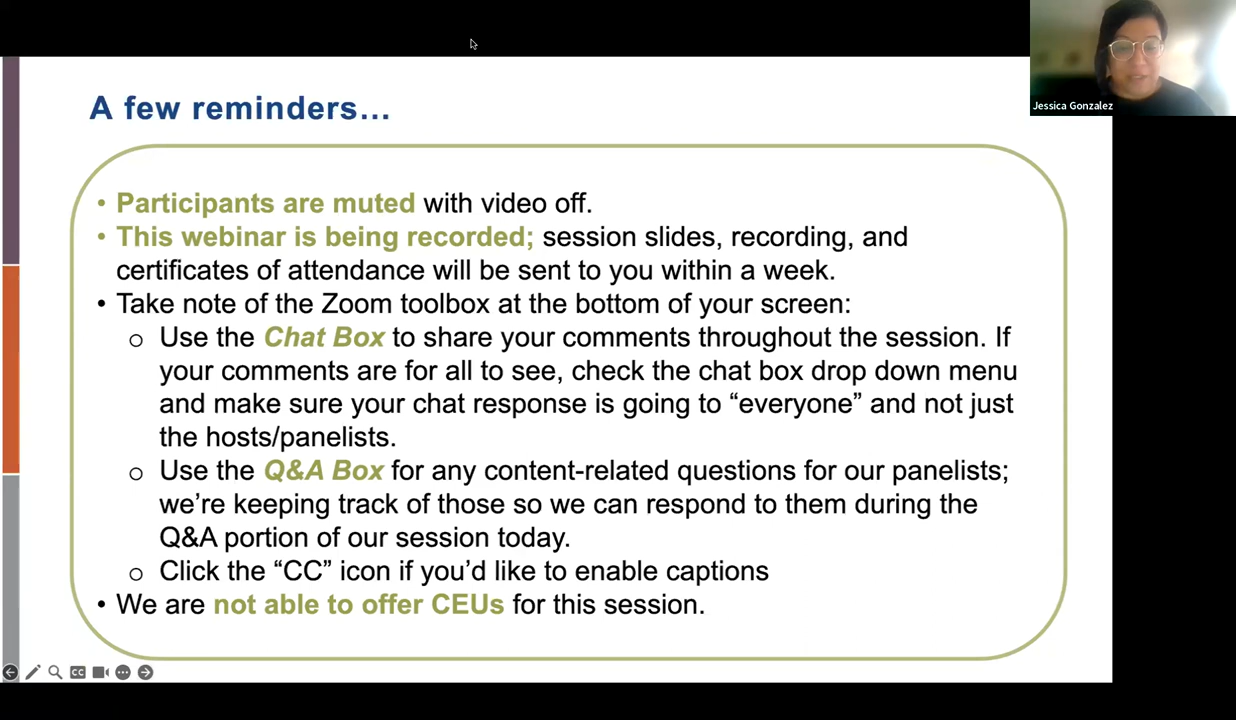 Jessica Gonzalez
A few reminders…
• Participants are muted with video off.
• This webinar is being recorded; session slides, recording, and
certificates of attendance will be sent to you within a week.
• Take note of the Zoom toolbox at the bottom of your screen:
o Use the Chat Box to share your comments throughout the session. If
your comments are for all to see, check the chat box drop down menu
and make sure your chat response is going to “everyone” and not just
the hosts/panelists.
o Use the Q&A Box for any content-related questions for our panelists;
we’re keeping track of those so we can respond to them during the
Q&A portion of our session today.
o Click the “CC” icon if you’d like to enable captions
• We are not able to offer CEUs for this session.
CC